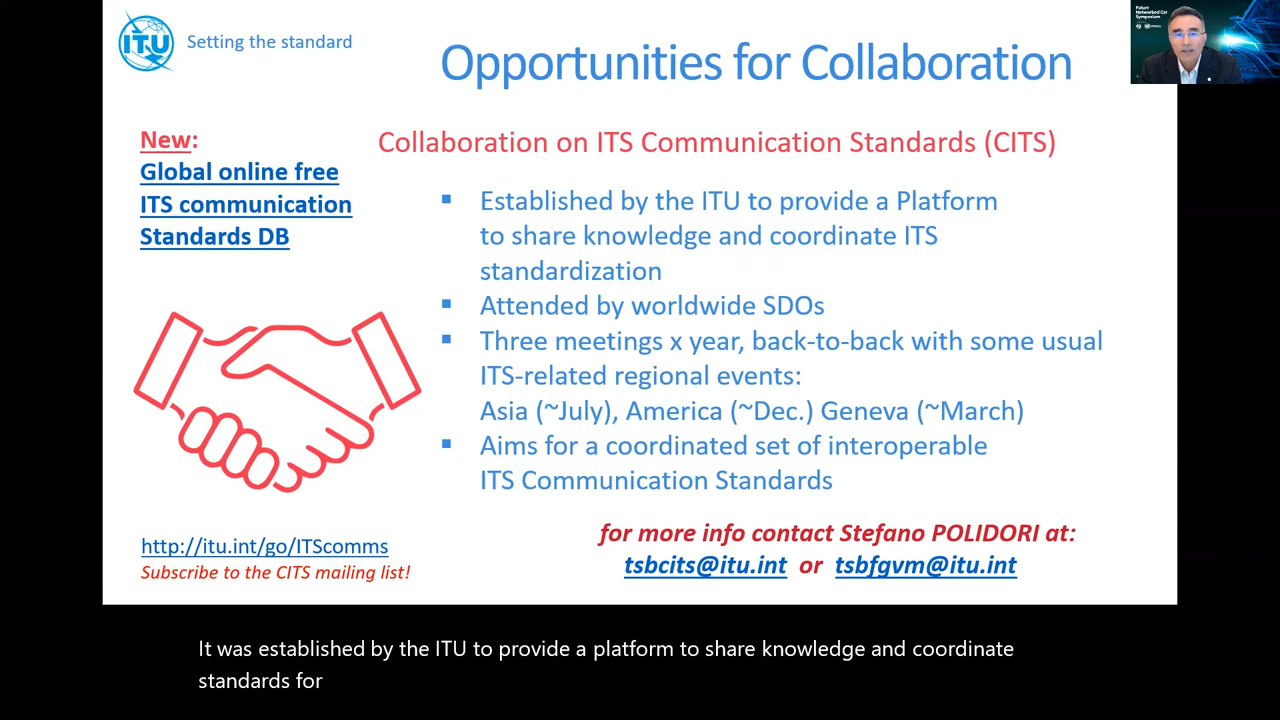 ITU
Setting the standard
Opportunities for Collaboration
Future
Networked Car
Symposium
New:
Global online free
ITS communication
Standards DB
Collaboration on ITS Communication Standards (CITS)
▪ Established by the ITU to provide a Platform
to share knowledge and coordinate ITS
standardization
▪ Attended by worldwide SDOs
▪ Three meetings x year, back-to-back with some usual
ITS-related regional events:
Asia (~July), America (~Dec.) Geneva (~March)
▪ Aims for a coordinated set of interoperable
ITS Communication Standards
http://itu.int/go/ITScomms
Subscribe to the CITS mailing list!
for more info contact Stefano POLIDORI at:
tsbcits@itu.int or tsbfgvm@itu.int
It was established by the ITU to provide a platform to share knowledge and coordinate
standards for